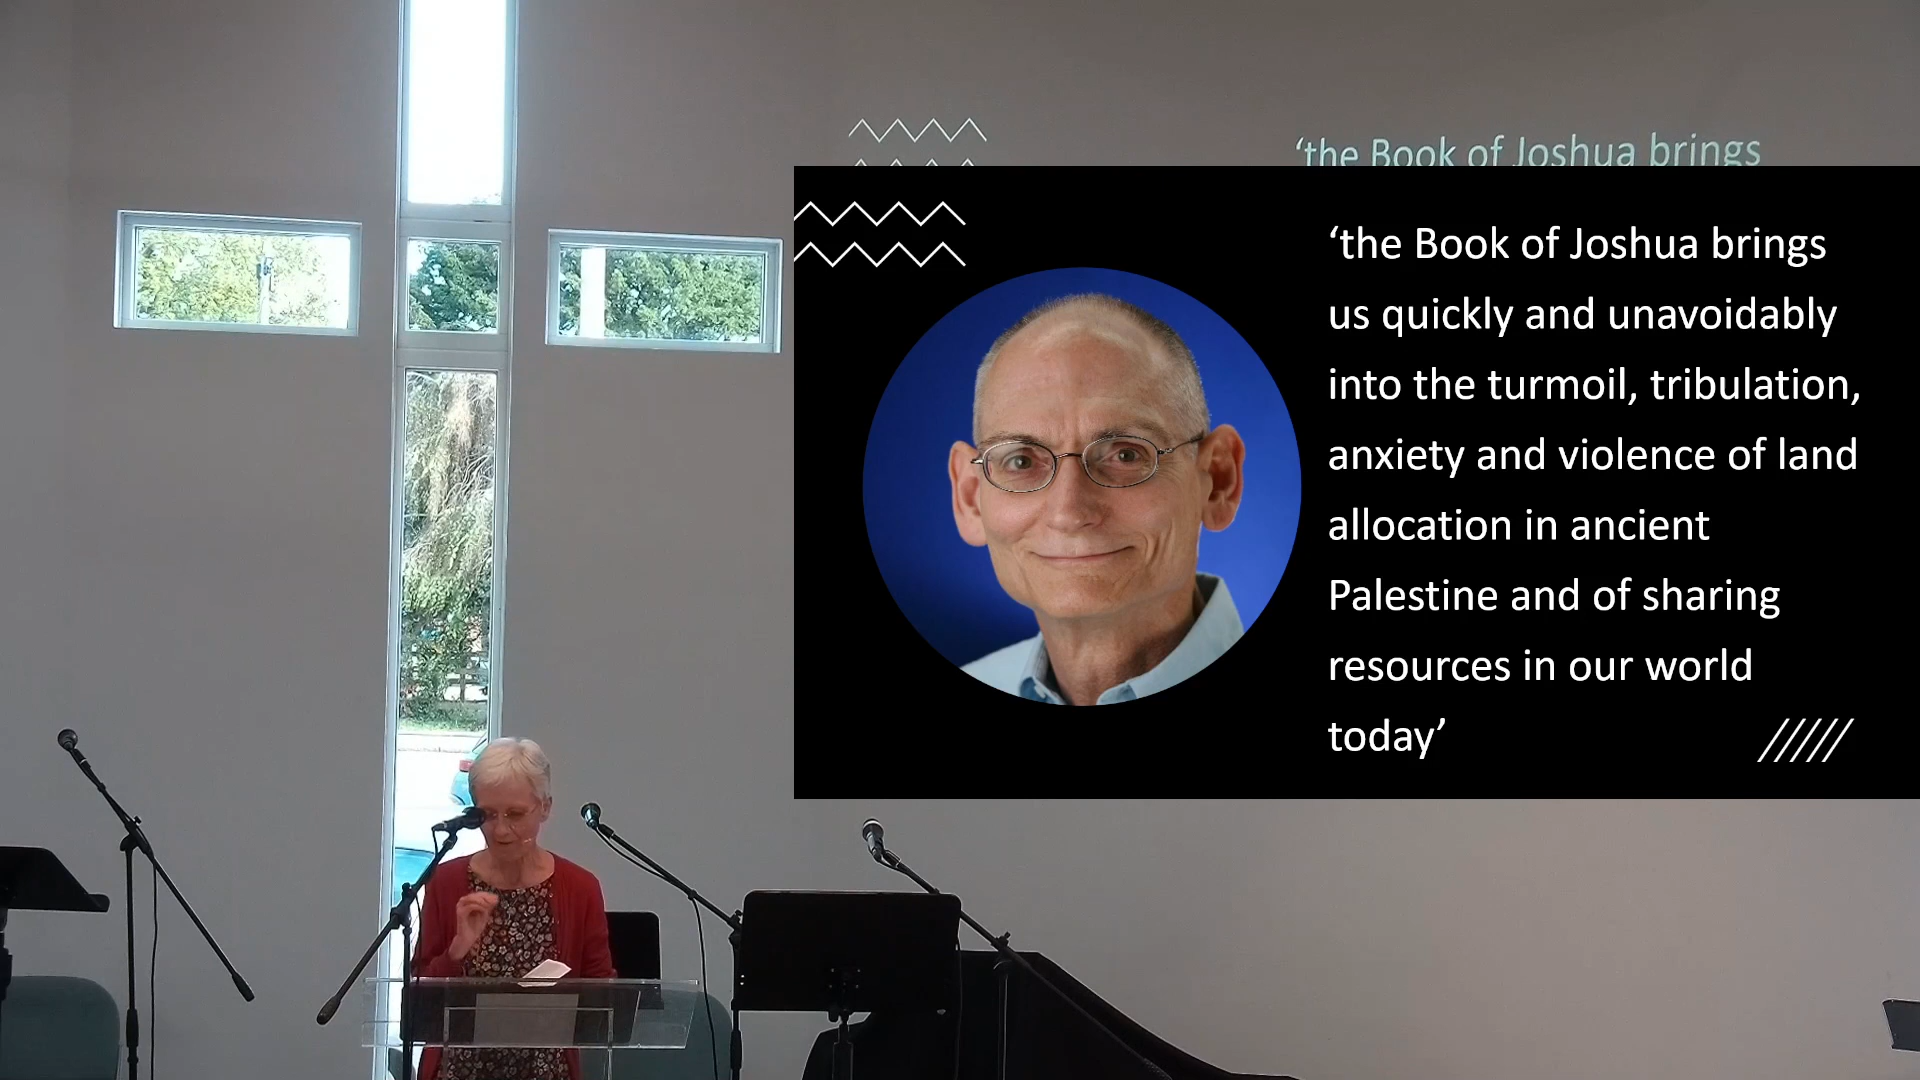 ‘the Book of Joshua brings
‘the Book of Joshua brings
us quickly and unavoidably
into the turmoil, tribulation,
anxiety and violence of land
allocation in ancient
Palestine and of sharing
resources in our world
today’